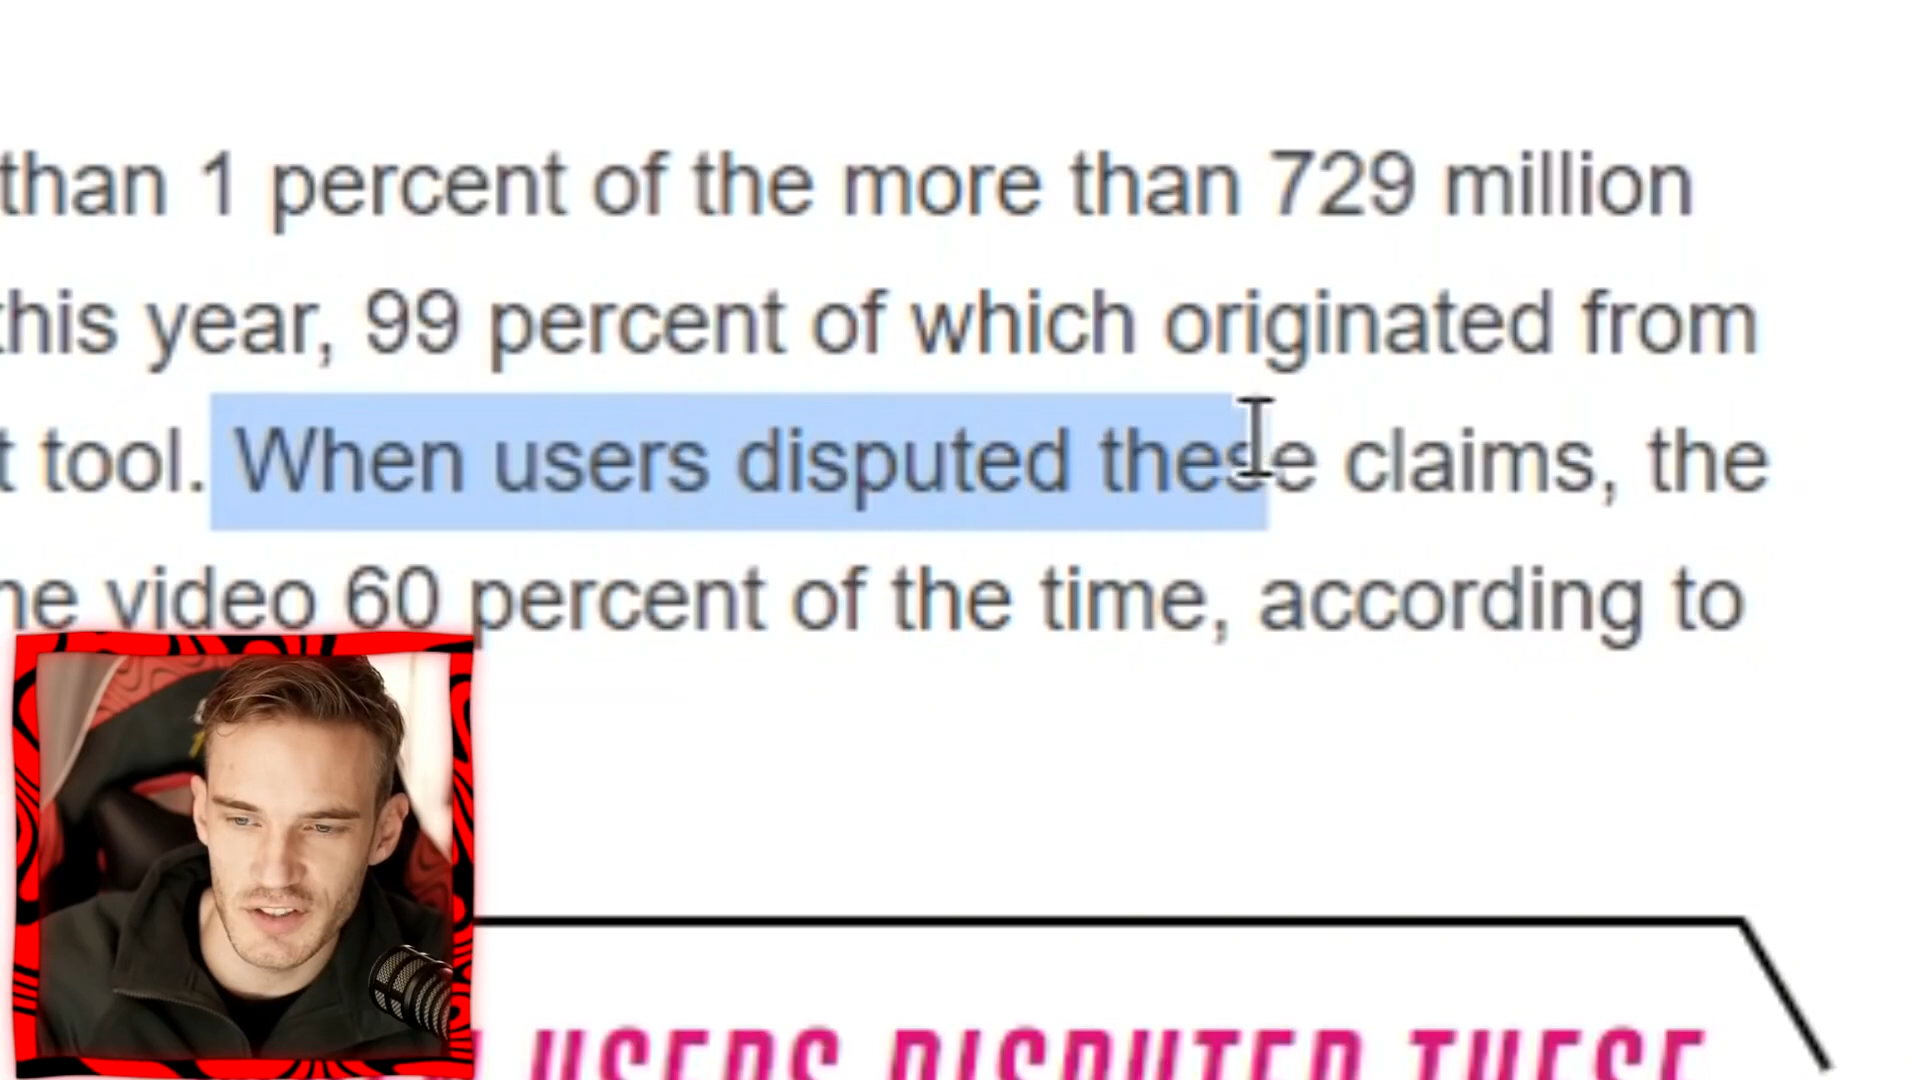 than 1 percent of the more than 729 million
this year, 99 percent of which originated from
t tool. When users disputed these claims, the
he video 60 percent of the time, according to
USERS DISPUTED THESE